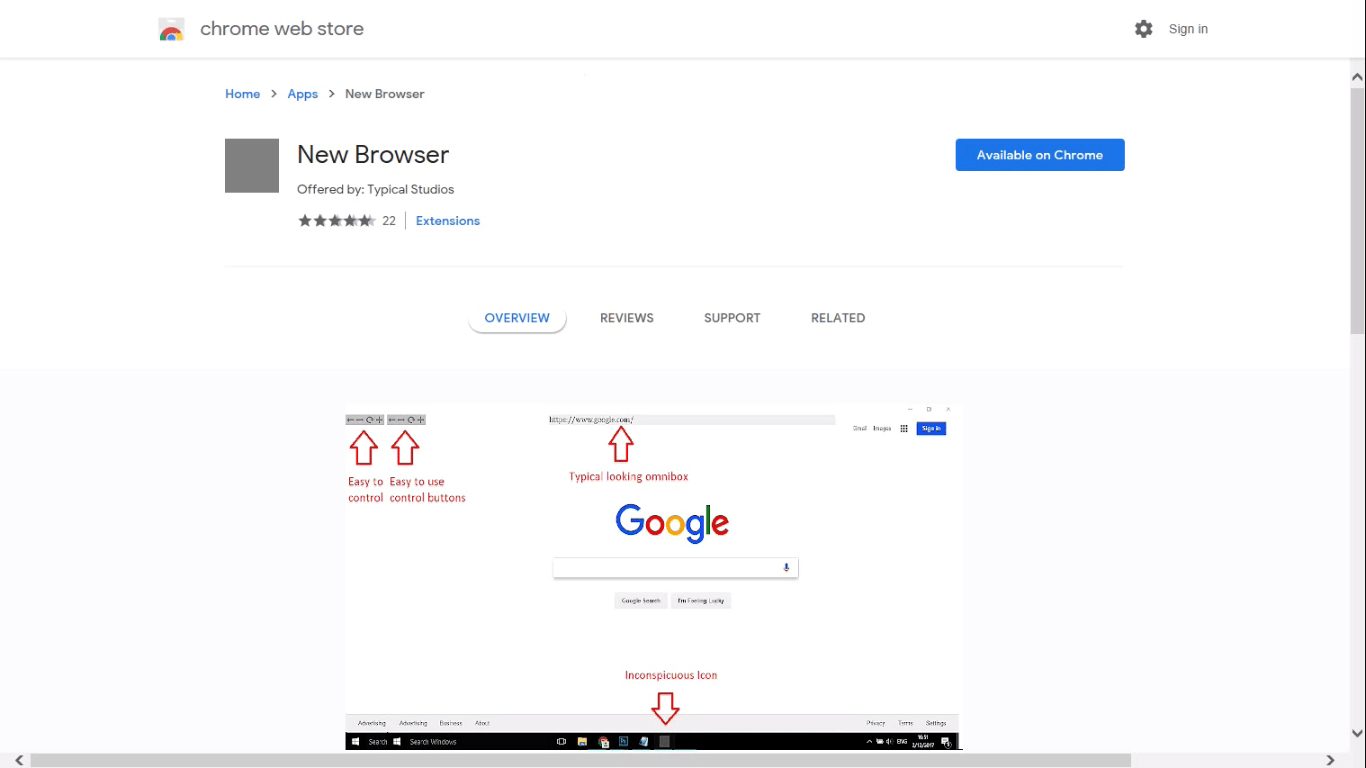 chrome web store
Sign in
Home > Apps > New Browser
New Browser
Available on Chrome
Offered by: Typical Studios
22 Extensions
OVERVIEW REVIEWS SUPPORT RELATED
https://www.google.com/
Gmail Images Sign in
Typical looking omnibox
Easy to control
Easy to use control buttons
Google
Google Search I'm Feeling Lucky
Inconspicuous Icon
Advertising Advertising Business About Privacy Terms Settings
Search Search Windows ENG 16:51
2/13/2017